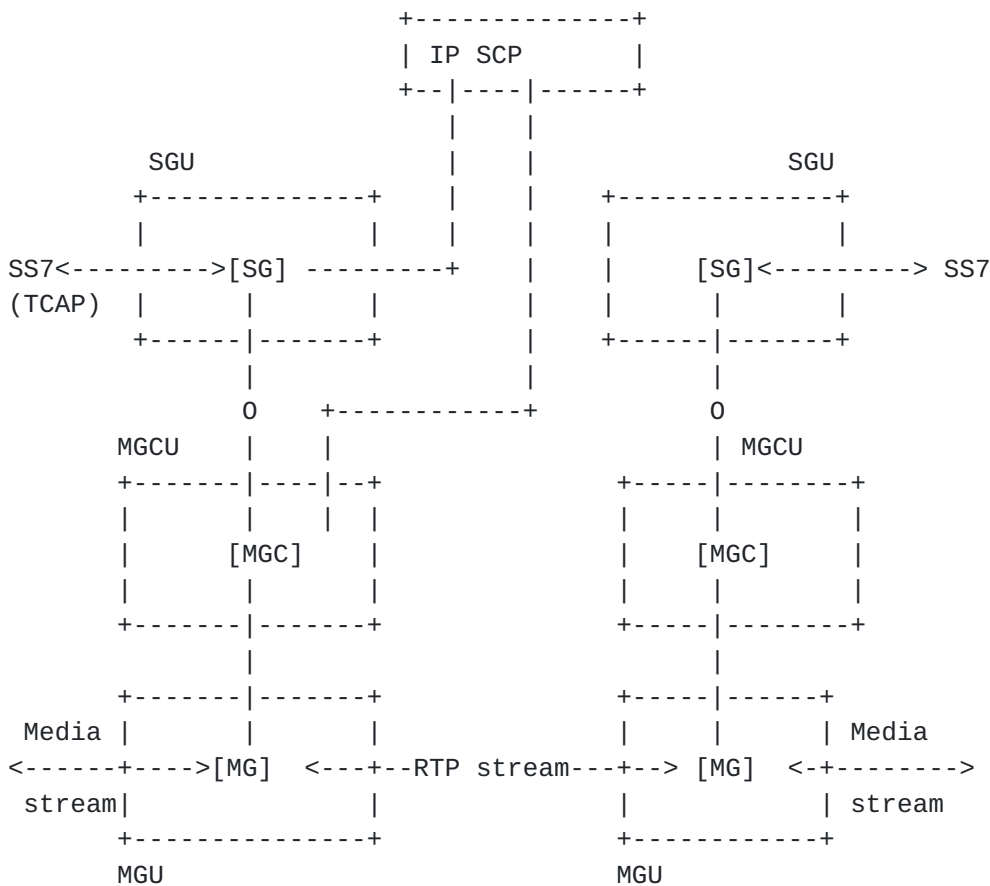 IP SCP
SGU SGU
SS7<--------->[SG] ---------+ [SG]<---------> SS7
(TCAP)
O +------------+ O
MGCU MGCU
[MGC] [MGC]
Media Media
<------+---->[MG] <---+--RTP stream---+--> [MG] <-+-------->
stream stream
MGU MGU